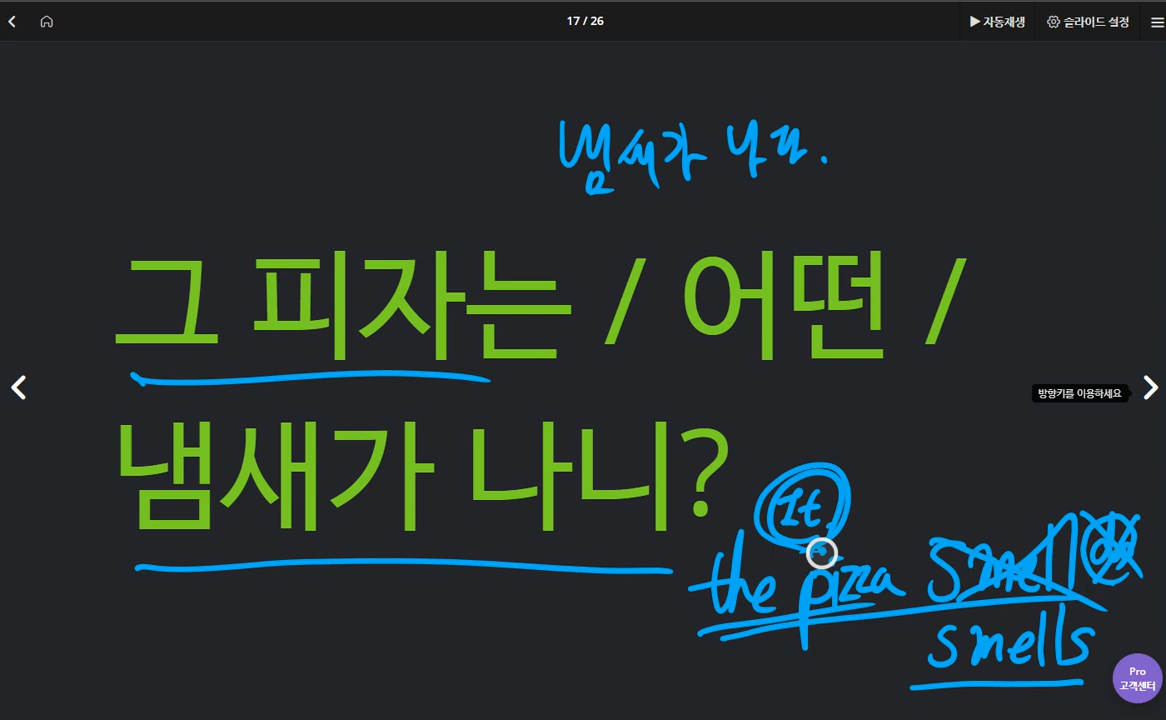 17 / 26
▶ 자동재생
슬라이드 설정
냄새가 나다.
그 피자는 / 어떤 /
방향키를 이용하세요
냄새가 나니?
It
the pizza smell
smells
Pro
고객센터